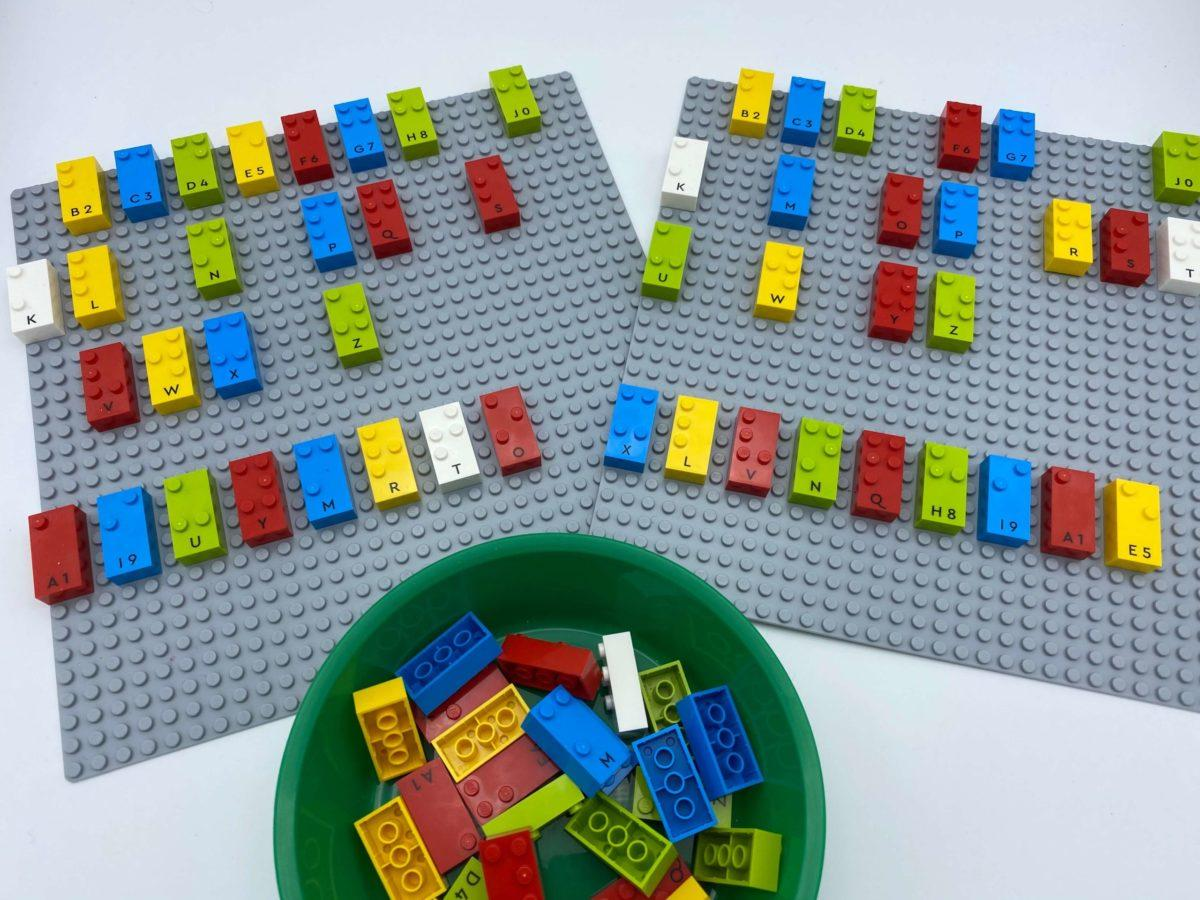 B2 C3 D4 E5 F6 G7 H8 J0
K L N P Q S
V W X Z
A1 I9 U Y M R T O
B2 C3 D4 F6 G7 J0
K M O P R S T
U W Y Z
X L V N Q H8 I9 A1 E5
M
A1
D4